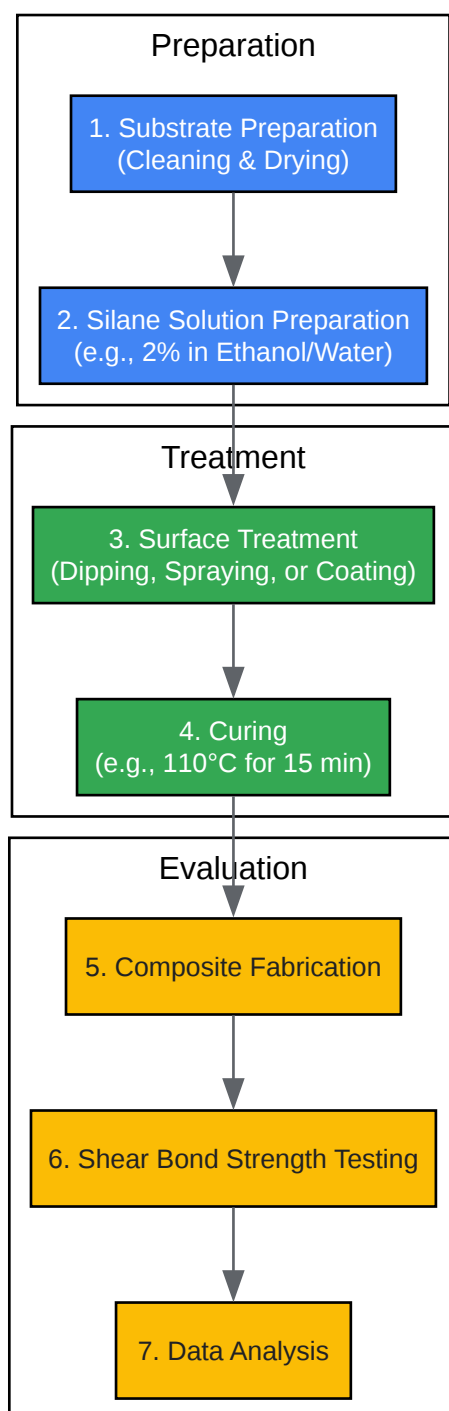 Preparation
1. Substrate Preparation
(Cleaning & Drying)
2. Silane Solution Preparation
(e.g., 2% in Ethanol/Water)
Treatment
3. Surface Treatment
(Dipping, Spraying, or Coating)
4. Curing
(e.g., 110°C for 15 min)
Evaluation
5. Composite Fabrication
6. Shear Bond Strength Testing
7. Data Analysis